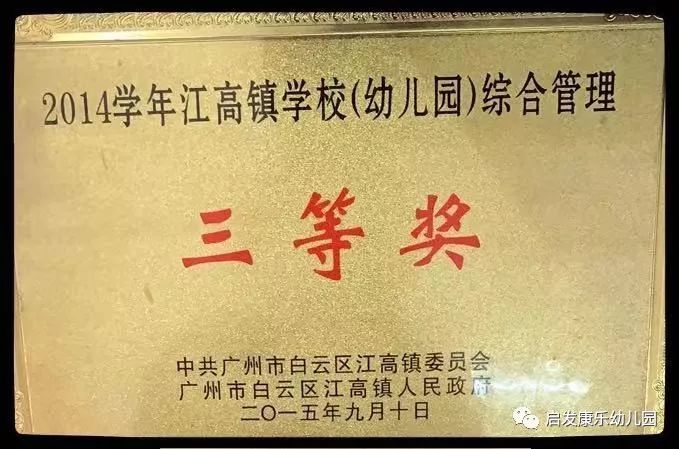 2014学年江高镇学校(幼儿园)综合管理
三等奖
中共广州市白云区江高镇委员会
广州市白云区江高镇人民政府
二〇一五年九月十日
启发康乐幼儿园